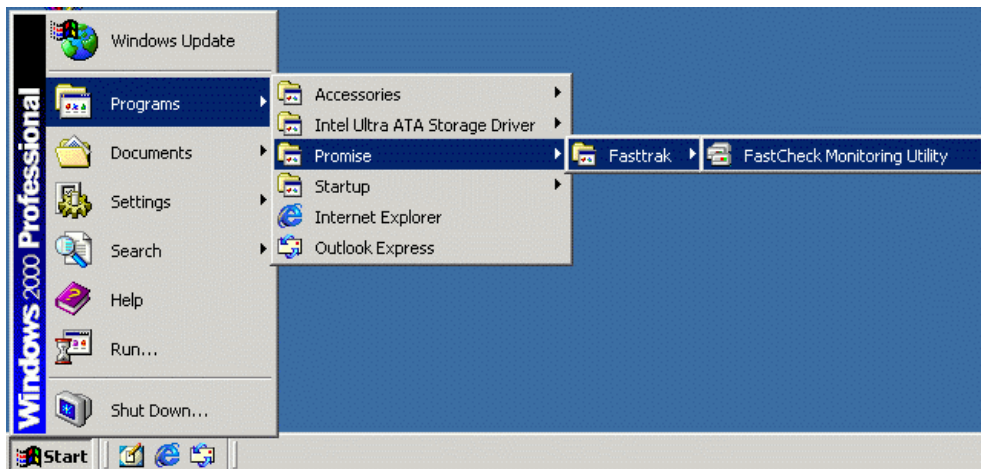 Windows 2000 Professional
Windows Update
Programs
Documents
Settings
Search
Help
Run...
Shut Down...
Accessories
Intel Ultra ATA Storage Driver
Promise
Startup
Internet Explorer
Outlook Express
Fasttrak
FastCheck Monitoring Utility
Start